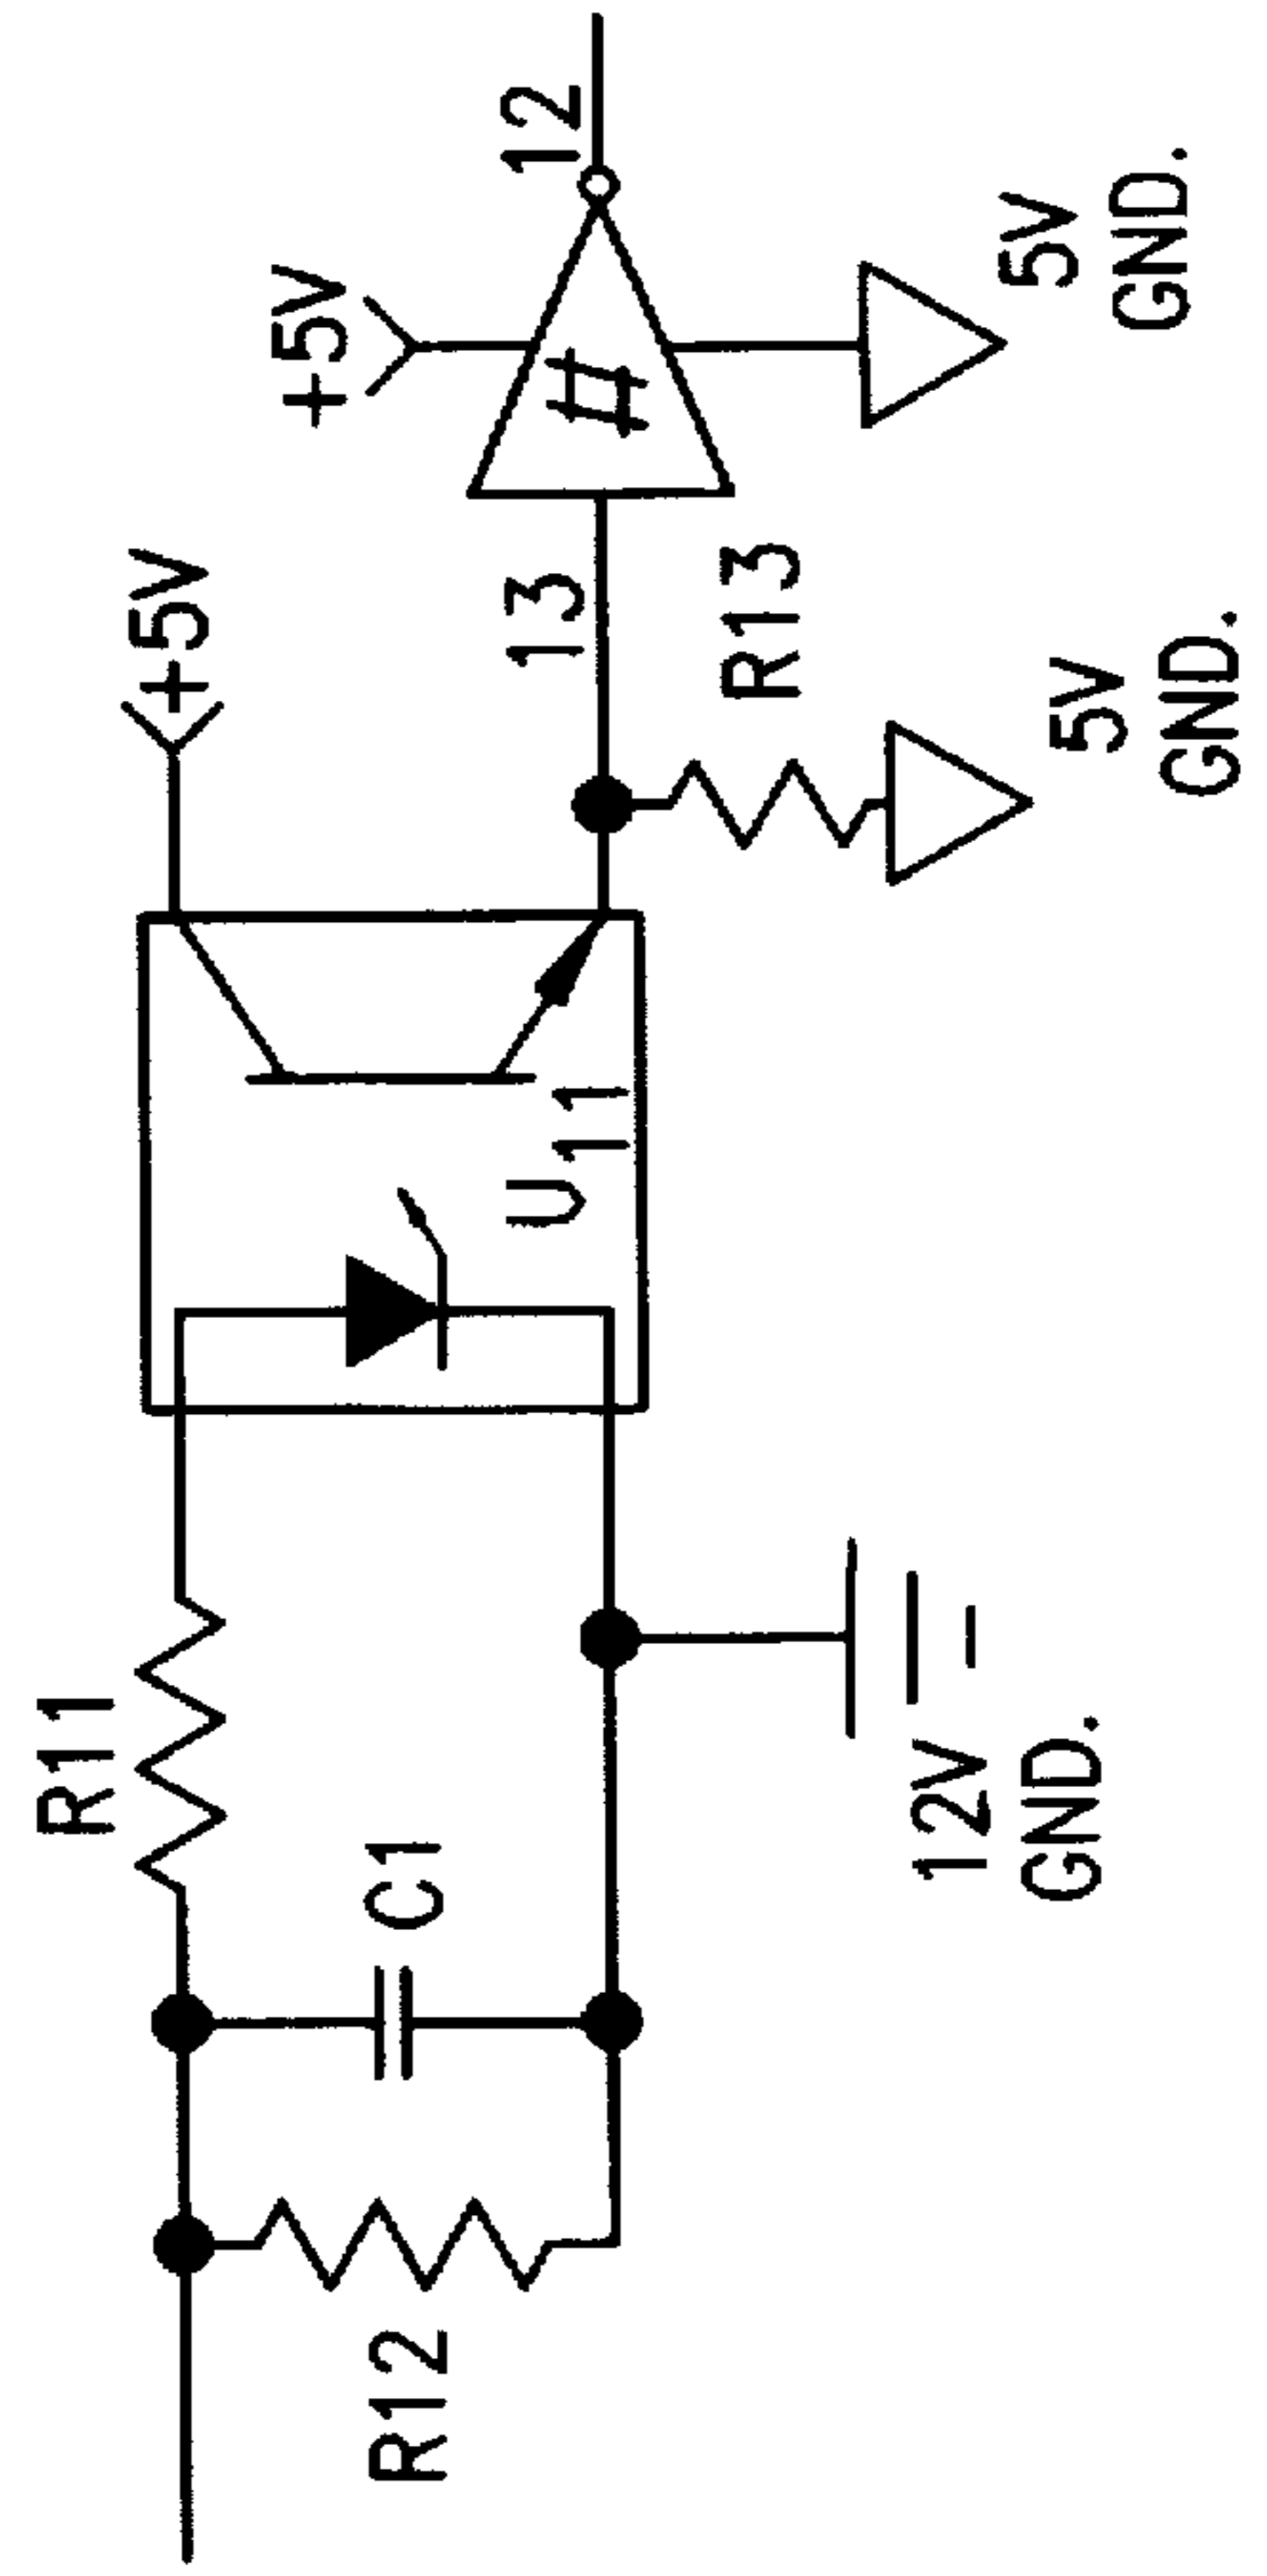 R11
+5V
+5V
R12
C1
U11
13
12
R13
12V
GND.
5V
GND.
5V
GND.